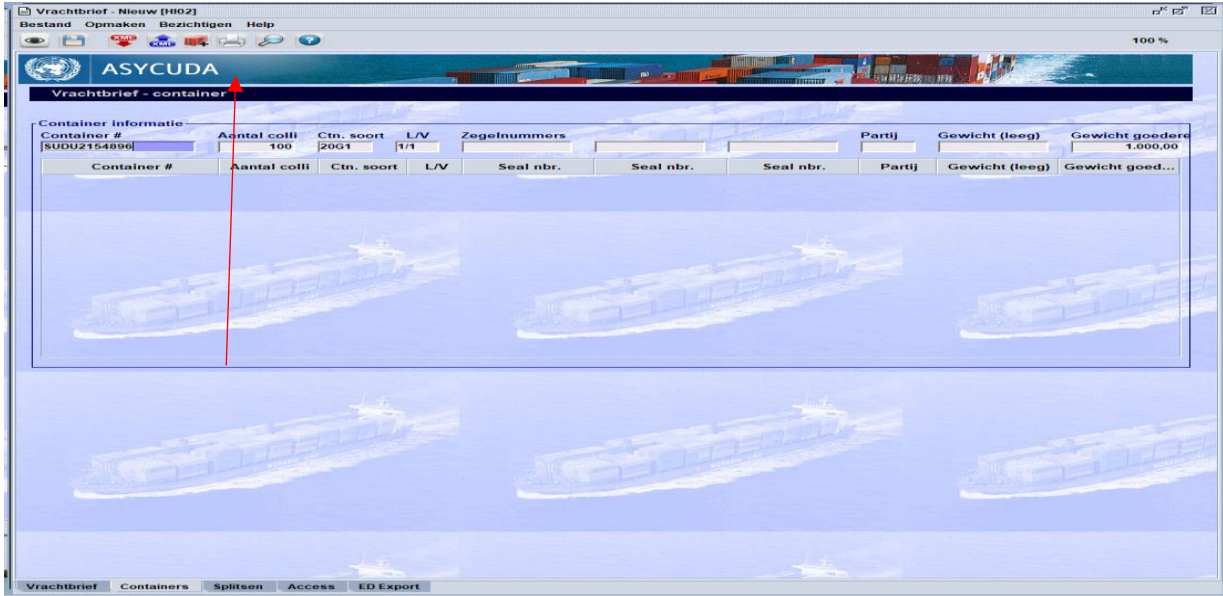 Vrachtbrief - Nieuw [HI02]
Bestand Opmaken Bezichtigen Help
XML XML 100 %
ASYCUDA
Vrachtbrief - container
Container informatie
Container # Aantal colli Ctn. soort L/V Zegelnummers Partij Gewicht (leeg) Gewicht goedere
SUDU2154896 100 20G1 1/1 1.000,00
Container # Aantal colli Ctn. soort L/V Seal nbr. Seal nbr. Seal nbr. Partij Gewicht (leeg) Gewicht goed...
Vrachtbrief Containers Splitsen Access ED Export